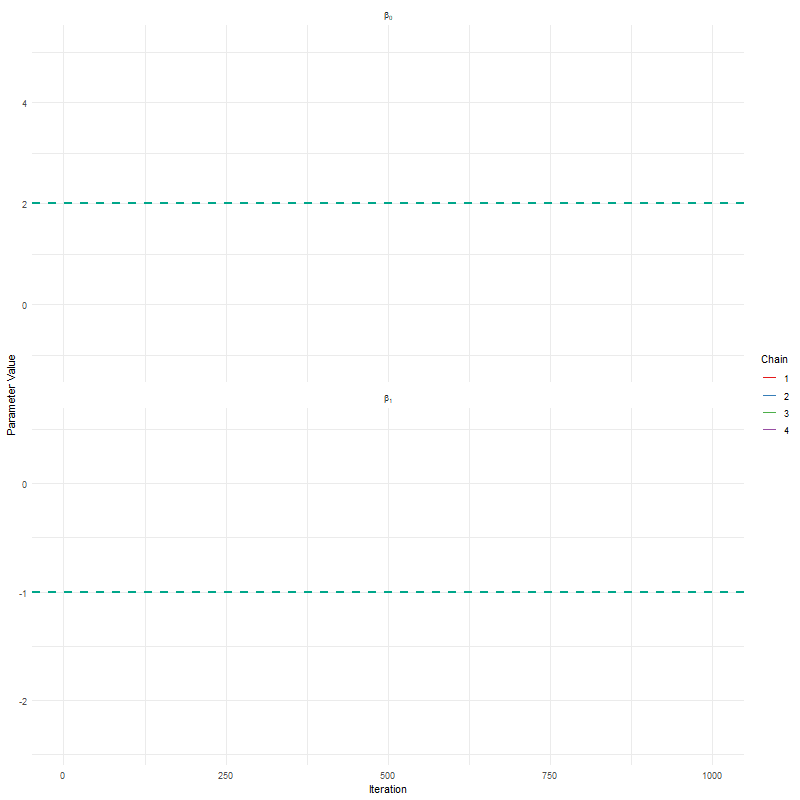 β₀
4
2
0
Parameter Value
β₁
0
-1
-2
0 250 500 750 1000
Iteration
Chain
1
2
3
4